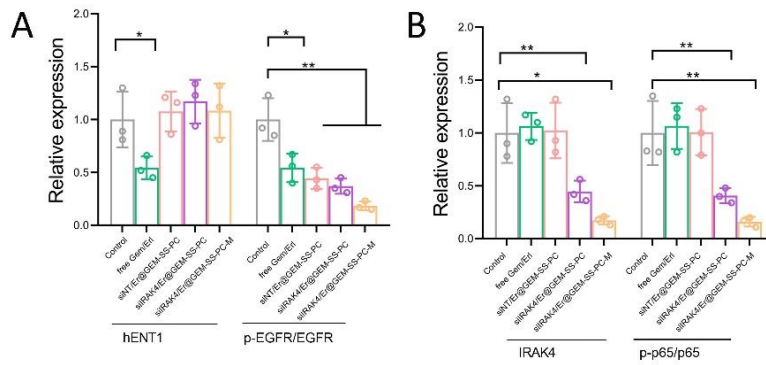 A
Relative expression
2.0
1.5
1.0
0.5
0.0
*
*
**
Control
free Gem/Erl
siNT/Er@GEM-SS-PC
siIRAK4/Er@GEM-SS-PC
siIRAK4/Er@GEM-SS-PC-M
hENT1
Control
free Gem/Erl
siNT/Er@GEM-SS-PC
siIRAK4/Er@GEM-SS-PC
siIRAK4/Er@GEM-SS-PC-M
p-EGFR/EGFR
B
Relative expression
2.0
1.5
1.0
0.5
0.0
**
*
**
**
Control
free Gem/Erl
siNT/Er@GEM-SS-PC
siIRAK4/Er@GEM-SS-PC
siIRAK4/Er@GEM-SS-PC-M
IRAK4
Control
free Gem/Erl
siNT/Er@GEM-SS-PC
siIRAK4/Er@GEM-SS-PC
siIRAK4/Er@GEM-SS-PC-M
p-p65/p65